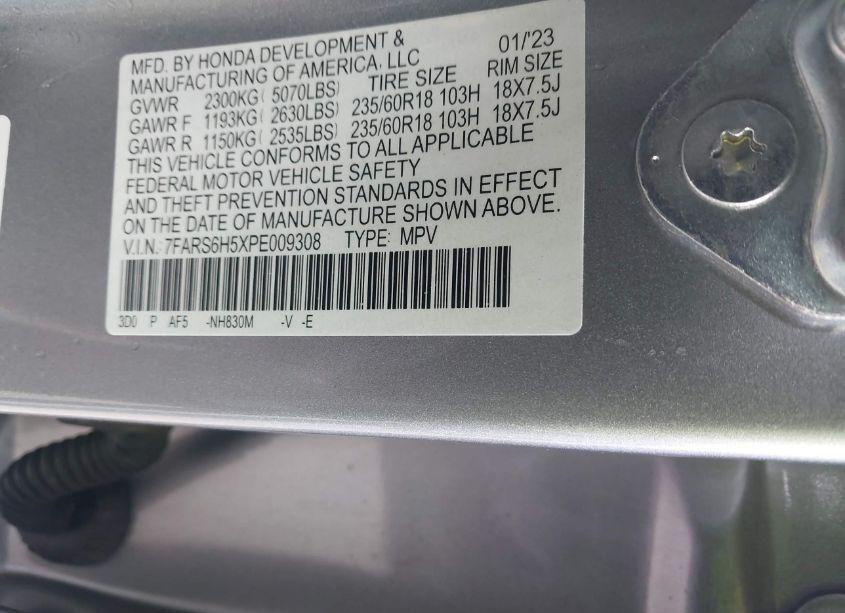 MFD. BY HONDA DEVELOPMENT & 01/'23
MANUFACTURING OF AMERICA, LLC
TIRE SIZE RIM SIZE
GVWR 2300KG( 5070LBS)
GAWR F 1193KG( 2630LBS) 235/60R18 103H 18X7.5J
GAWR R 1150KG( 2535LBS) 235/60R18 103H 18X7.5J
THIS VEHICLE CONFORMS TO ALL APPLICABLE
FEDERAL MOTOR VEHICLE SAFETY
AND THEFT PREVENTION STANDARDS IN EFFECT
ON THE DATE OF MANUFACTURE SHOWN ABOVE.
V.I.N.: 7FARS6H5XPE009308 TYPE: MPV
3D0 P AF5 -NH830M -V -E